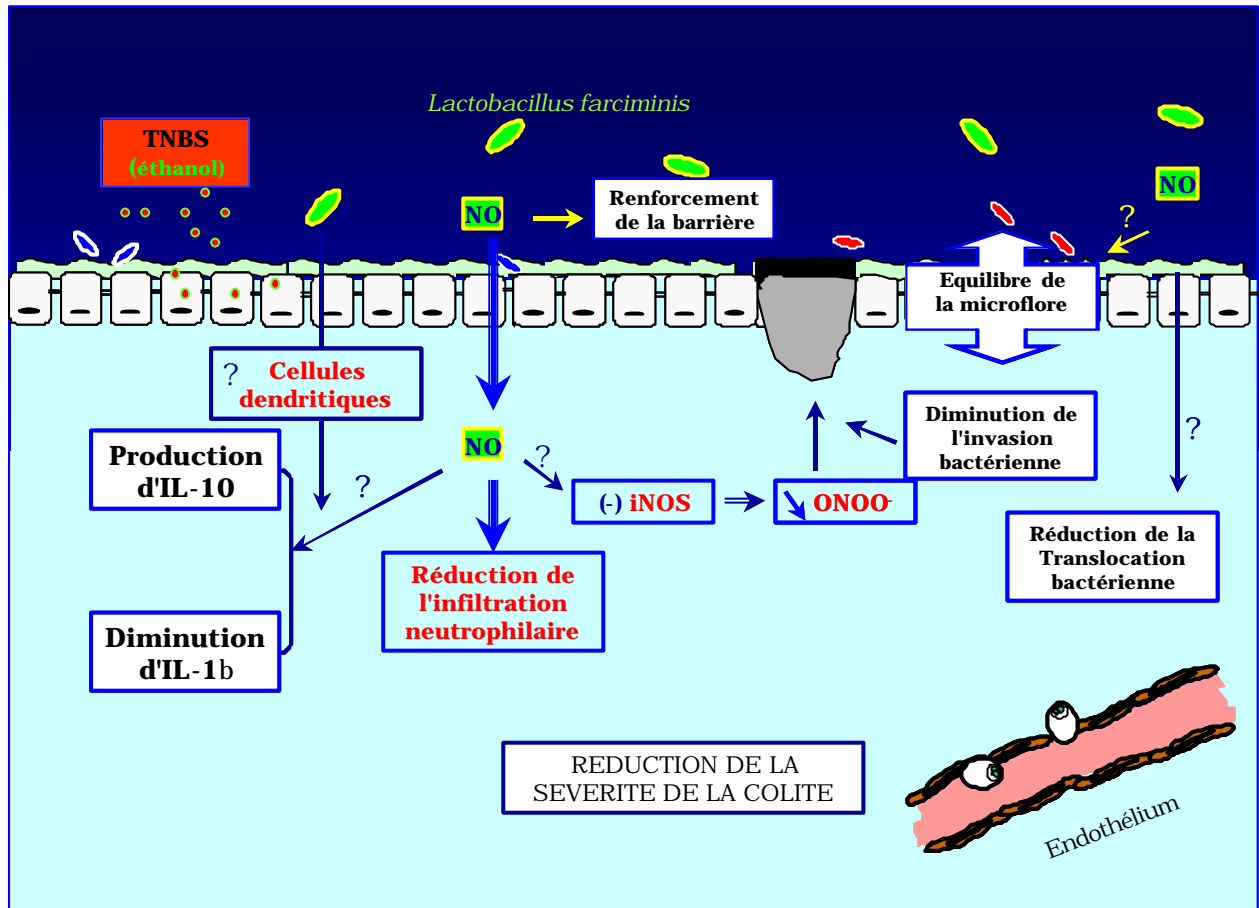 Lactobacillus farciminis
TNBS
(éthanol)
NO
Renforcement
de la barrière
NO
?
Equilibre de
la microflore
? Cellules
dendritiques
Production
d'IL-10
?
NO
?
(-) iNOS
ONOO-
Diminution de
l'invasion
bactérienne
?
Réduction de la
Translocation
bactérienne
Réduction de
l'infiltration
neutrophilaire
Diminution
d'IL-1b
REDUCTION DE LA
SEVERITE DE LA COLITE
Endothélium